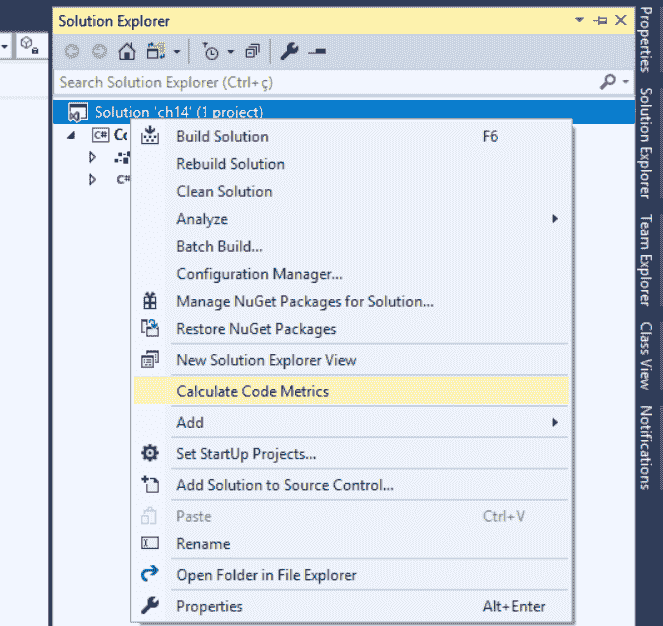 Solution Explorer
Search Solution Explorer (Ctrl+ç)
Solution 'ch14' (1 project)
C#
C#
Build Solution F6
Rebuild Solution
Clean Solution
Analyze
Batch Build...
Configuration Manager...
Manage NuGet Packages for Solution...
Restore NuGet Packages
New Solution Explorer View
Calculate Code Metrics
Add
Set StartUp Projects...
Add Solution to Source Control...
Paste Ctrl+V
Rename
Open Folder in File Explorer
Properties Alt+Enter
Properties
Solution Explorer
Team Explorer
Class View
Notifications